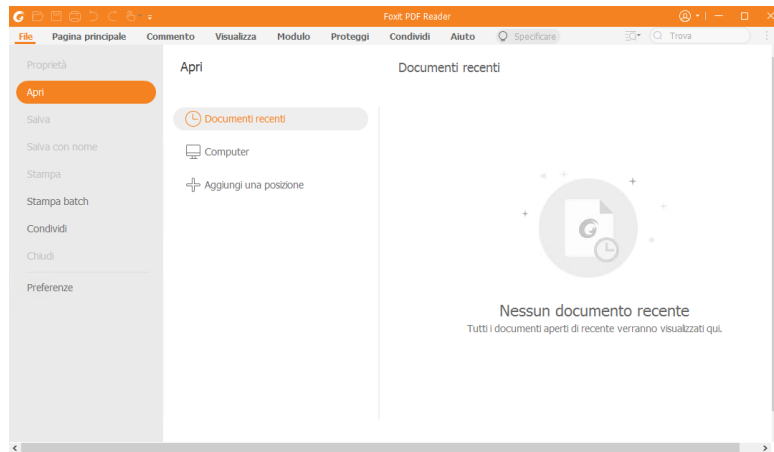 Foxit PDF Reader
File Pagina principale Commento Visualizza Modulo Proteggi Condividi Aiuto Specificare Trova
Proprietà
Apri
Salva
Salva con nome
Stampa
Stampa batch
Condividi
Chiudi
Preferenze
Apri
Documenti recenti
Computer
Aggiungi una posizione
Documenti recenti
Nessun documento recente
Tutti i documenti aperti di recente verranno visualizzati qui.